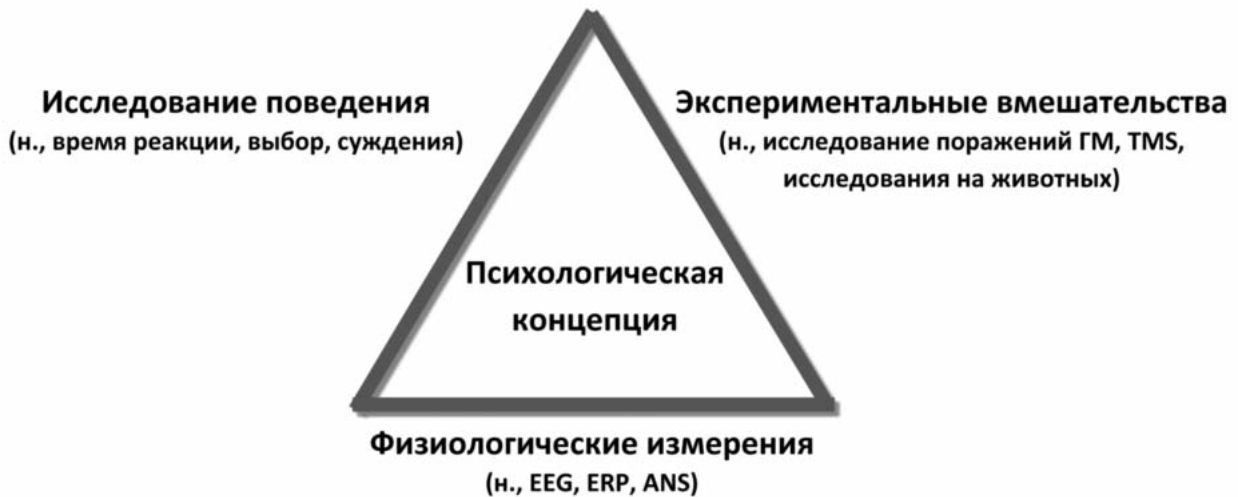 Исследование поведения
(н., время реакции, выбор, суждения)
Экспериментальные вмешательства
(н., исследование поражений ГМ, TMS,
исследования на животных)
Психологическая
концепция
Физиологические измерения
(н., EEG, ERP, ANS)